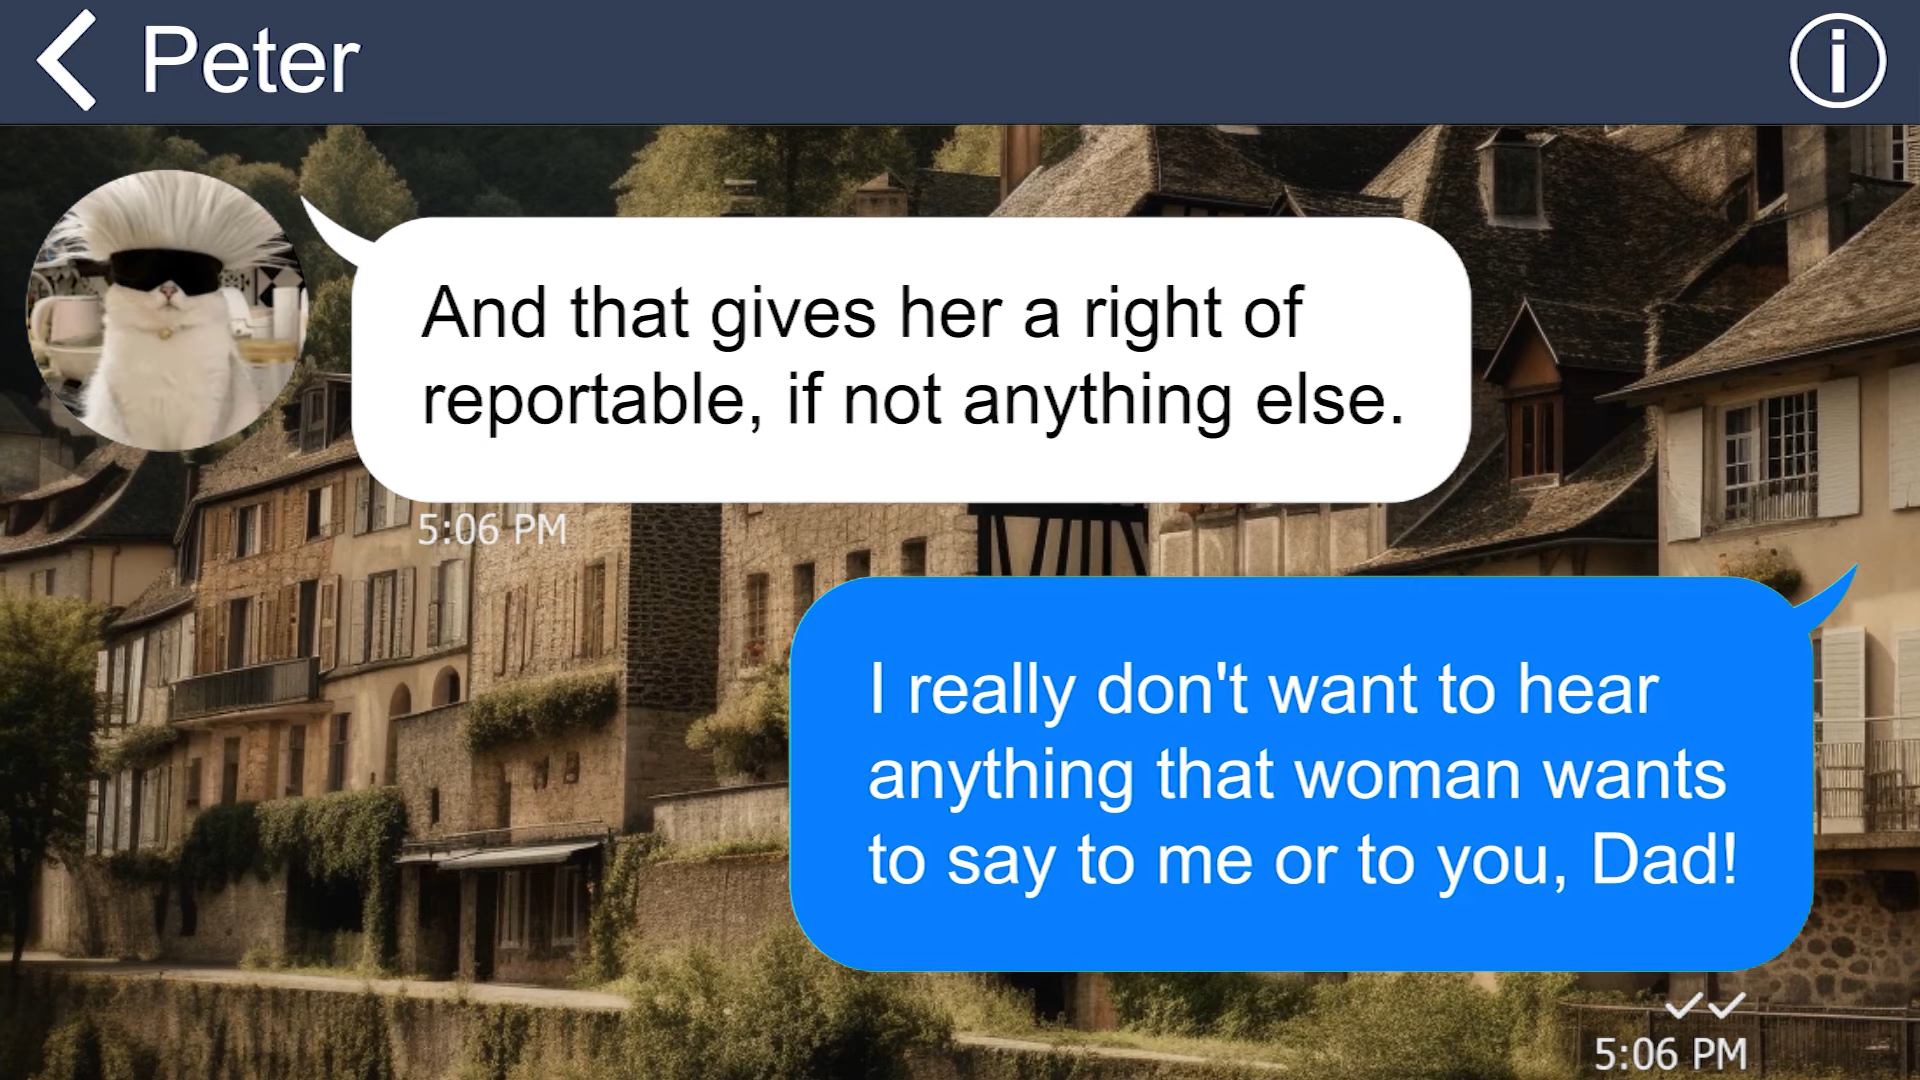 Peter
And that gives her a right of
reportable, if not anything else.
5:06 PM
I really don't want to hear
anything that woman wants
to say to me or to you, Dad!
5:06 PM